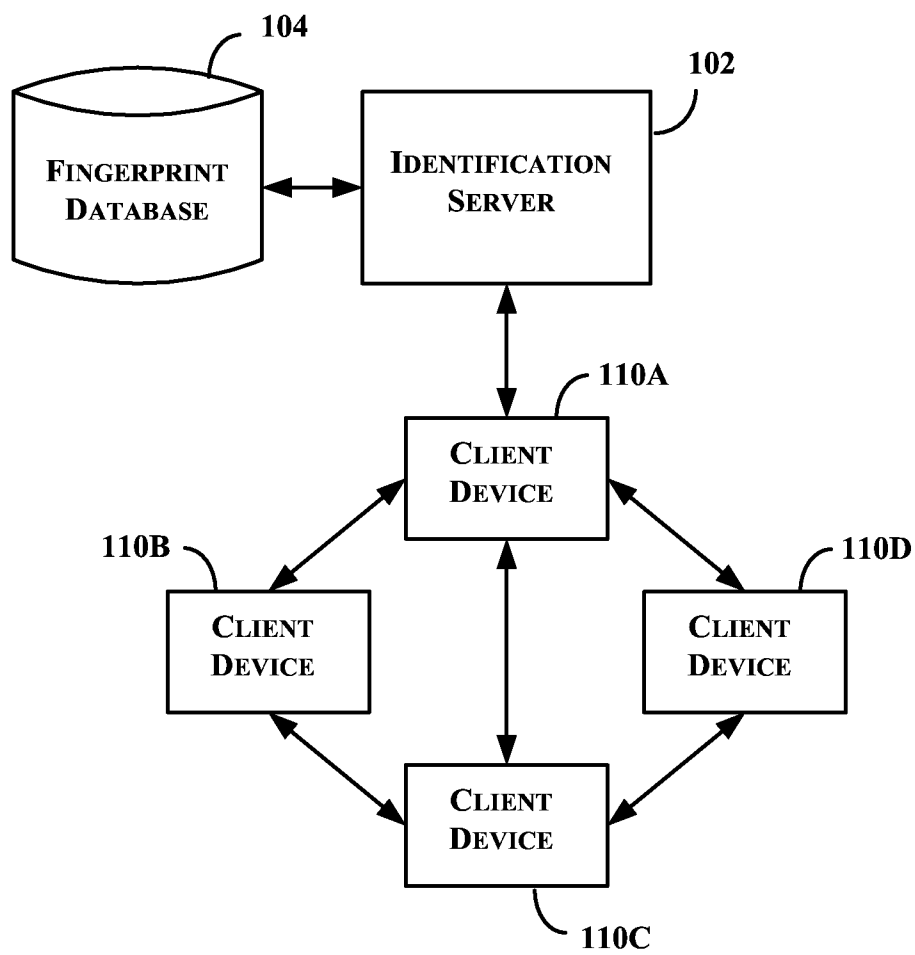 104
102
FINGERPRINT
DATABASE
IDENTIFICATION
SERVER
110A
CLIENT
DEVICE
110B
110D
CLIENT
DEVICE
CLIENT
DEVICE
CLIENT
DEVICE
110C